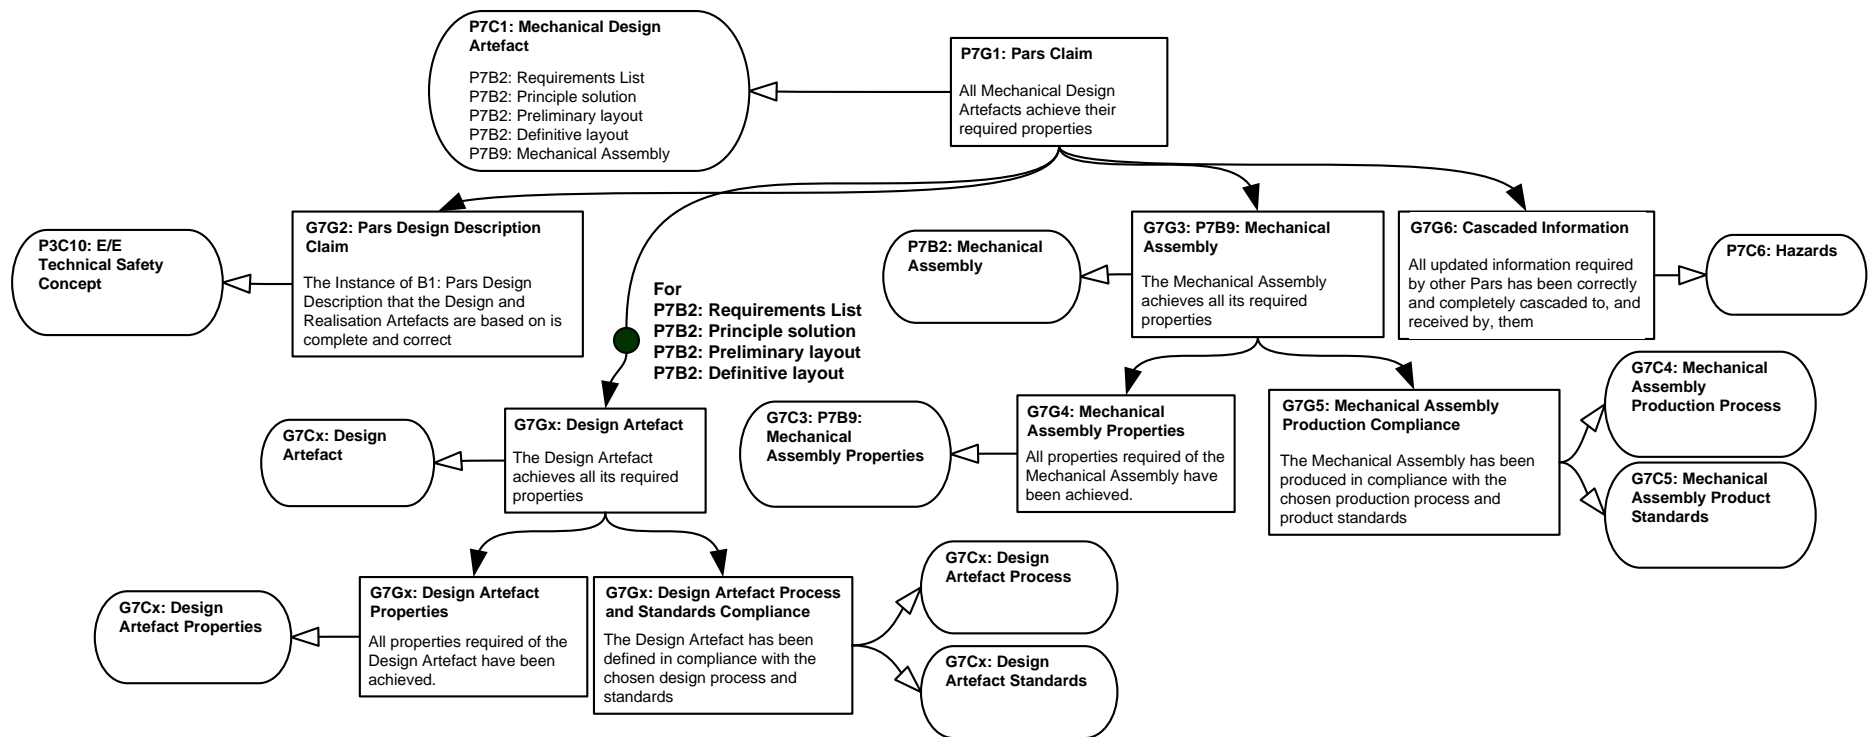 P7C1: Mechanical Design
Artefact
P7B2: Requirements List
P7B2: Principle solution
P7B2: Preliminary layout
P7B2: Definitive layout
P7B9: Mechanical Assembly
P7G1: Pars Claim
All Mechanical Design
Artefacts achieve their
required properties
P3C10: E/E
Technical Safety
Concept
G7G2: Pars Design Description
Claim
The Instance of B1: Pars Design
Description that the Design and
Realisation Artefacts are based on is
complete and correct
For
P7B2: Requirements List
P7B2: Principle solution
P7B2: Preliminary layout
P7B2: Definitive layout
P7B2: Mechanical
Assembly
G7G3: P7B9: Mechanical
Assembly
The Mechanical Assembly
achieves all its required
properties
G7G6: Cascaded Information
All updated information required
by other Pars has been correctly
and completely cascaded to, and
received by, them
P7C6: Hazards
G7Cx: Design
Artefact
G7Gx: Design Artefact
The Design Artefact
achieves all its required
properties
G7C3: P7B9:
Mechanical
Assembly Properties
G7G4: Mechanical
Assembly Properties
All properties required of the
Mechanical Assembly have
been achieved.
G7G5: Mechanical Assembly
Production Compliance
The Mechanical Assembly has been
produced in compliance with the
chosen production process and
product standards
G7C4: Mechanical
Assembly
Production Process
G7C5: Mechanical
Assembly Product
Standards
G7Cx: Design
Artefact Properties
G7Gx: Design Artefact
Properties
All properties required of the
Design Artefact have been
achieved.
G7Gx: Design Artefact Process
and Standards Compliance
The Design Artefact has been
defined in compliance with the
chosen design process and
standards
G7Cx: Design
Artefact Process
G7Cx: Design
Artefact Standards